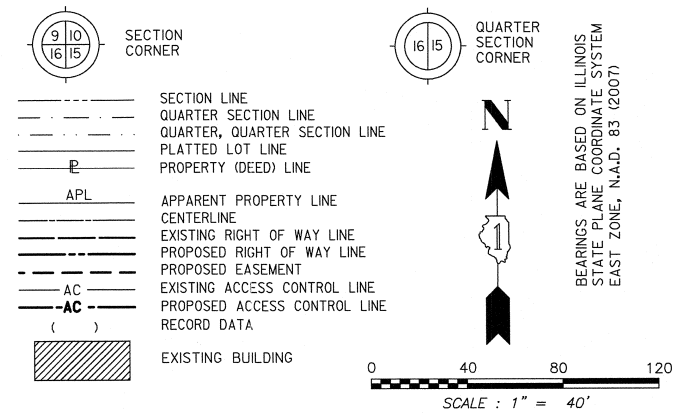 9 10
16 15
SECTION
CORNER
16 15
QUARTER
SECTION
CORNER
SECTION LINE
QUARTER SECTION LINE
QUARTER, QUARTER SECTION LINE
PLATTED LOT LINE
PL PROPERTY (DEED) LINE
APL APPARENT PROPERTY LINE
CENTERLINE
EXISTING RIGHT OF WAY LINE
PROPOSED RIGHT OF WAY LINE
PROPOSED EASEMENT
AC EXISTING ACCESS CONTROL LINE
AC PROPOSED ACCESS CONTROL LINE
( ) RECORD DATA
EXISTING BUILDING
N
1
BEARINGS ARE BASED ON ILLINOIS
STATE PLANE COORDINATE SYSTEM
EAST ZONE, N.A.D. 83 (2007)
0 40 80 120
SCALE : 1" = 40'